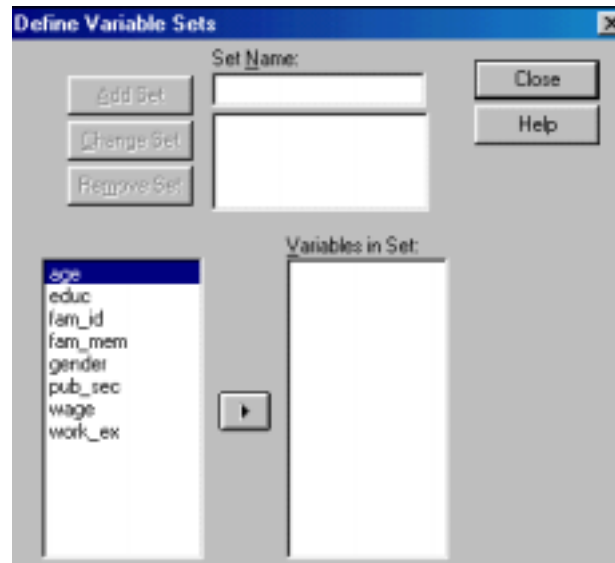 Define Variable Sets
Set Name:
Add Set
Change Set
Remove Set
Close
Help
Variables in Set:
age
educ
fam_id
fam_mem
gender
pub_sec
wage
work_ex